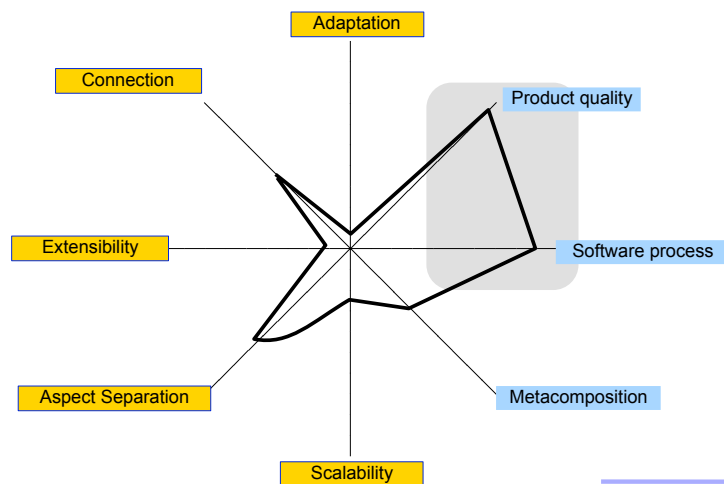 Adaptation
Connection
Product quality
Extensibility
Software process
Aspect Separation
Metacomposition
Scalability